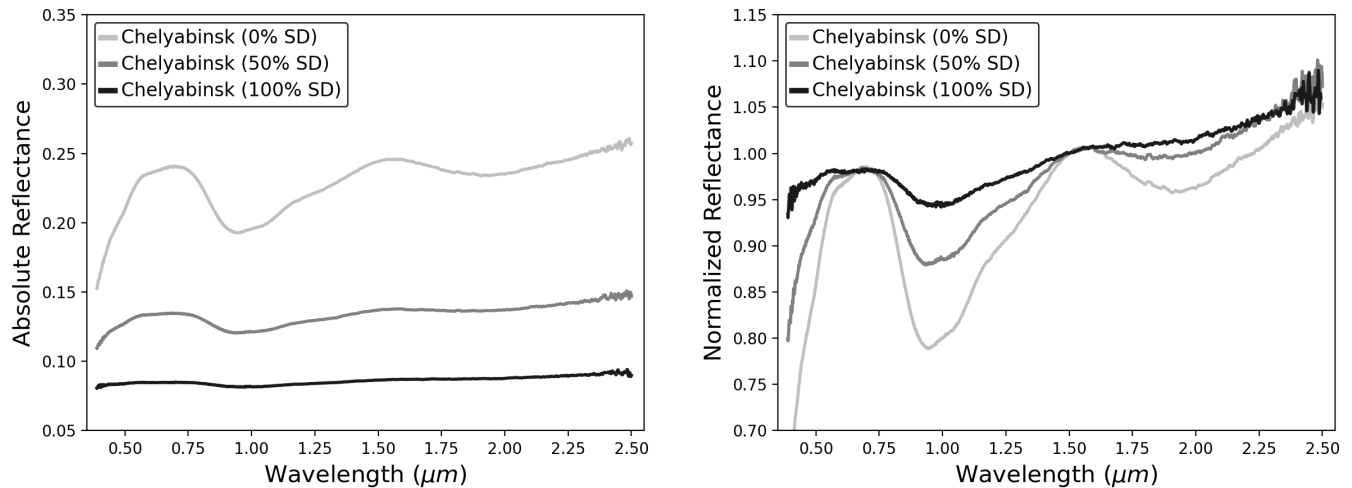 0.35
0.30
0.25
0.20
0.15
0.10
0.05
Absolute Reflectance
Chelyabinsk (0% SD)
Chelyabinsk (50% SD)
Chelyabinsk (100% SD)
0.50 0.75 1.00 1.25 1.50 1.75 2.00 2.25 2.50
Wavelength (μm)
1.15
1.10
1.05
1.00
0.95
0.90
0.85
0.80
0.75
0.70
Normalized Reflectance
Chelyabinsk (0% SD)
Chelyabinsk (50% SD)
Chelyabinsk (100% SD)
0.50 0.75 1.00 1.25 1.50 1.75 2.00 2.25 2.50
Wavelength (μm)